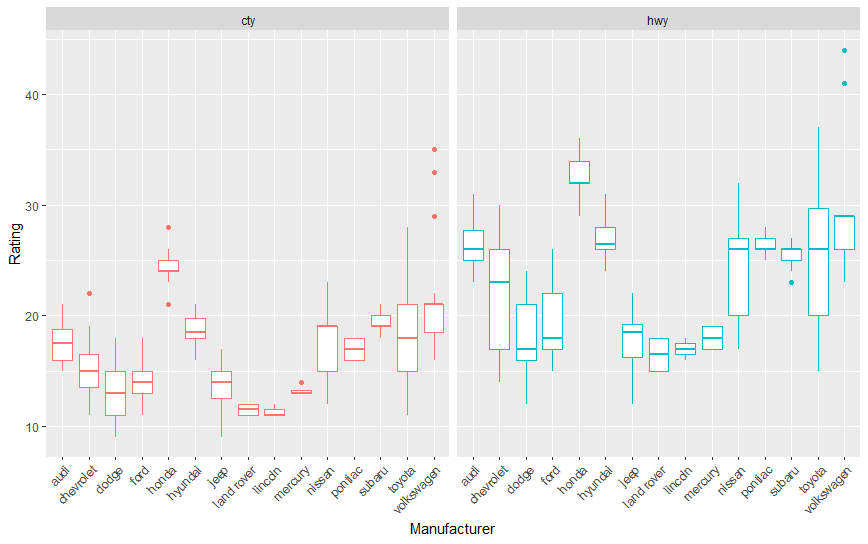 cty
hwy
Rating
40
30
20
10
audi
chevrolet
dodge
ford
honda
hyundai
jeep
land rover
lincoln
mercury
nissan
pontiac
subaru
toyota
volkswagen
audi
chevrolet
dodge
ford
honda
hyundai
jeep
land rover
lincoln
mercury
nissan
pontiac
subaru
toyota
volkswagen
Manufacturer